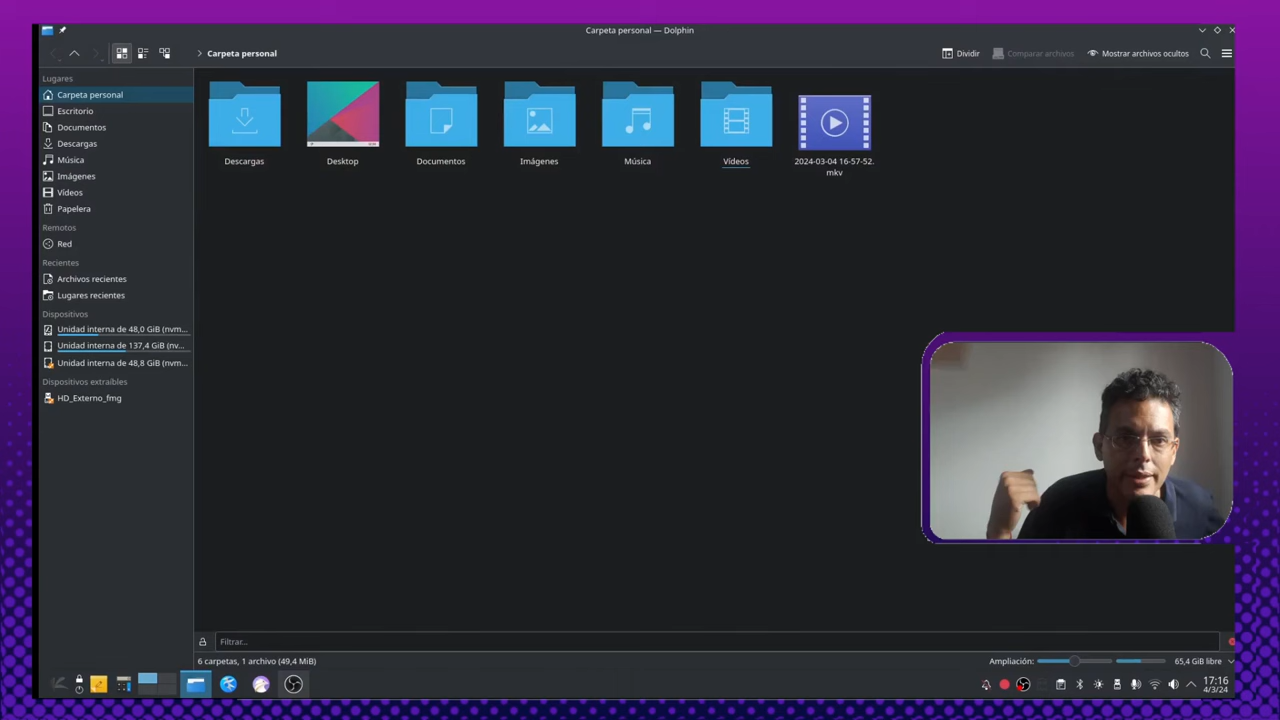 Carpeta personal — Dolphin
Carpeta personal
Dividir
Comparar archivos
Mostrar archivos ocultos
Lugares
Carpeta personal
Escritorio
Documentos
Descargas
Música
Imágenes
Vídeos
Papelera
Remotos
Red
Recientes
Archivos recientes
Lugares recientes
Dispositivos
Unidad interna de 48,0 GiB (nvm...
Unidad interna de 137,4 GiB (nv...
Unidad interna de 48,8 GiB (nvm...
Dispositivos extraíbles
HD_Externo_fmg
Descargas
Desktop
Documentos
Imágenes
Música
Vídeos
2024-03-04 16-57-52.
mkv
Filtrar...
6 carpetas, 1 archivo (49,4 MiB)
Ampliación:
65,4 GiB libre
17:16
4/3/24